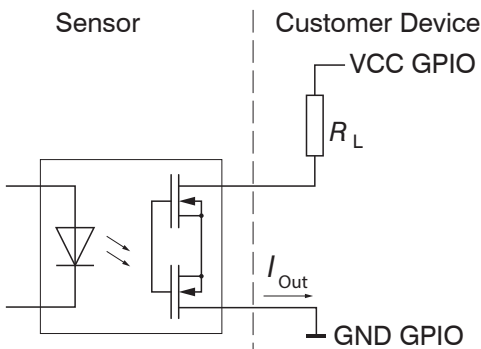 Sensor
Customer Device
VCC GPIO
R L
I Out
GND GPIO